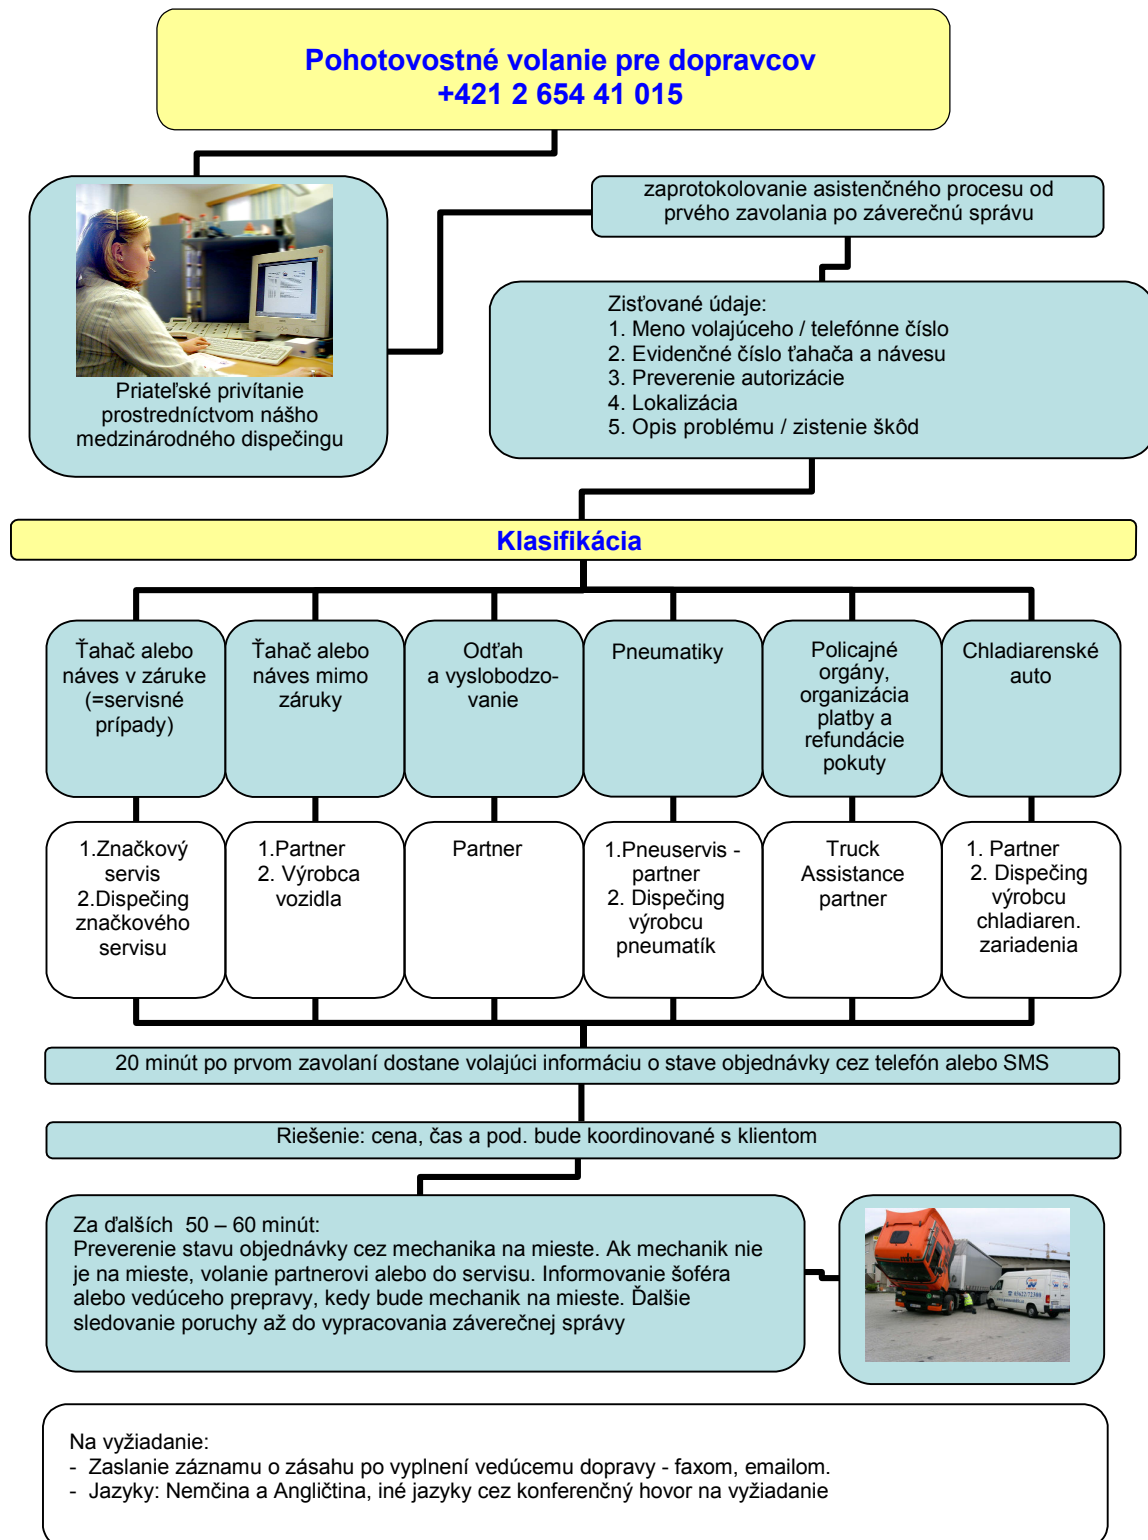 Pohotovostné volanie pre dopravcov
+421 2 654 41 015
zaprotokolovanie asistenčného procesu od
prvého zavolania po záverečnú správu
Priateľské privítanie
prostredníctvom nášho
medzinárodného dispečingu
Zisťované údaje:
1. Meno volajúceho / telefónne číslo
2. Evidenčné číslo ťahača a návesu
3. Preverenie autorizácie
4. Lokalizácia
5. Opis problému / zistenie škôd
Klasifikácia
Ťahač alebo
náves v záruke
(=servisné
prípady)
Ťahač alebo
náves mimo
záruky
Odťah
a vyslobodzo-
vanie
Pneumatiky
Policajné
orgány,
organizácia
platby a
refundácie
pokuty
Chladiarenské
auto
1.Značkový
servis
2.Dispečing
značkového
servisu
1.Partner
2. Výrobca
vozidla
Partner
1.Pneuservis -
partner
2. Dispečing
výrobcu
pneumatík
Truck
Assistance
partner
1. Partner
2. Dispečing
výrobcu
chladiaren.
zariadenia
20 minút po prvom zavolaní dostane volajúci informáciu o stave objednávky cez telefón alebo SMS
Riešenie: cena, čas a pod. bude koordinované s klientom
Za ďalších 50 – 60 minút:
Preverenie stavu objednávky cez mechanika na mieste. Ak mechanik nie
je na mieste, volanie partnerovi alebo do servisu. Informovanie šoféra
alebo vedúceho prepravy, kedy bude mechanik na mieste. Ďalšie
sledovanie poruchy až do vypracovania záverečnej správy
Na vyžiadanie:
- Zaslanie záznamu o zásahu po vyplnení vedúcemu dopravy - faxom, emailom.
- Jazyky: Nemčina a Angličtina, iné jazyky cez konferenčný hovor na vyžiadanie